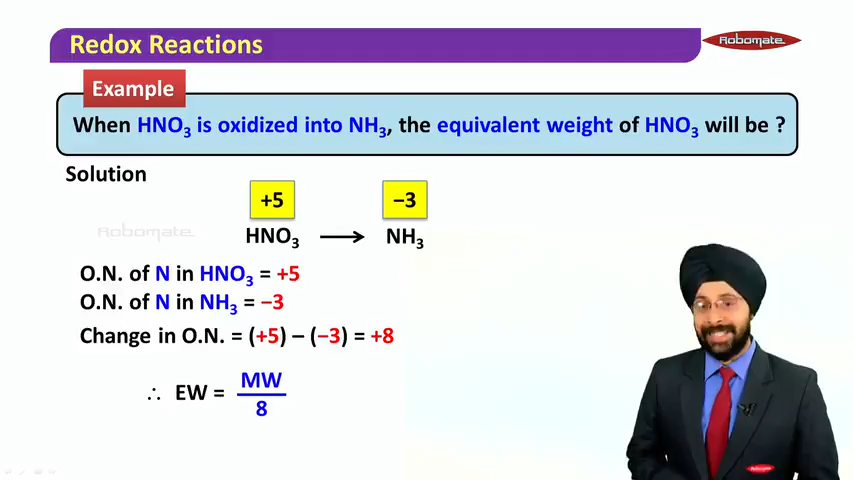 Redox Reactions
Robomate
Example
When HNO₃ is oxidized into NH₃, the equivalent weight of HNO₃ will be ?
Solution
+5 −3
Robomate
HNO₃ ⟶ NH₃
O.N. of N in HNO₃ = +5
O.N. of N in NH₃ = −3
Change in O.N. = (+5) – (−3) = +8
∴ EW = MW
8